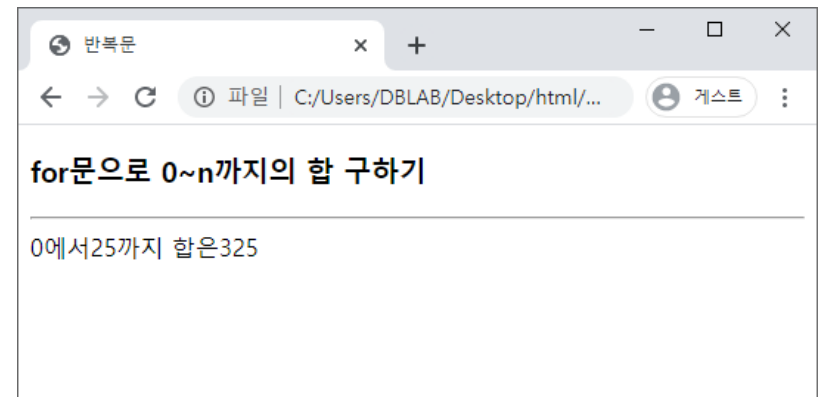 반복문
파일 | C:/Users/DBLAB/Desktop/html/... 게스트
for문으로 0~n까지의 합 구하기
0에서25까지 합은325